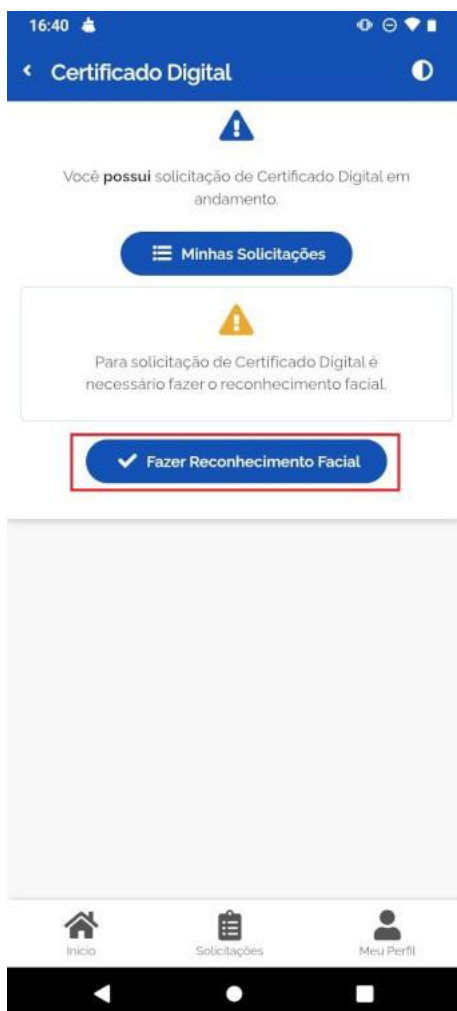 16:40
Certificado Digital
Você possui solicitação de Certificado Digital em
andamento.
Minhas Solicitações
Para solicitação de Certificado Digital é
necessário fazer o reconhecimento facial.
Fazer Reconhecimento Facial
Início
Solicitações
Meu Perfil